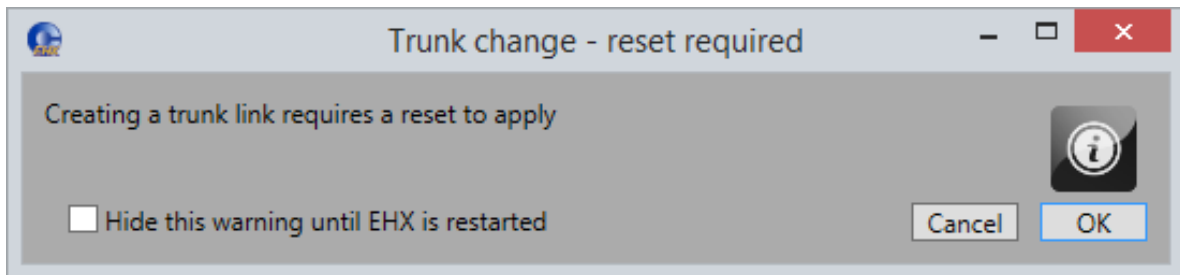 Trunk change - reset required
Creating a trunk link requires a reset to apply
Hide this warning until EHX is restarted
Cancel
OK